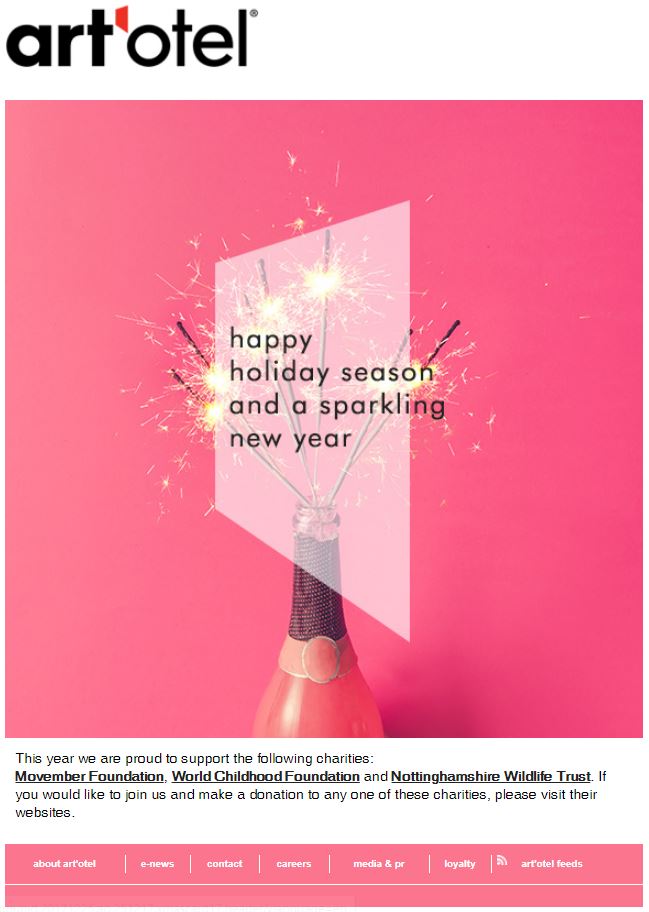 art'otel®
happy
holiday season
and a sparkling
new year
This year we are proud to support the following charities:
Movember Foundation, World Childhood Foundation and Nottinghamshire Wildlife Trust. If
you would like to join us and make a donation to any one of these charities, please visit their
websites.
about art'otel e-news contact careers media & pr loyalty art'otel feeds